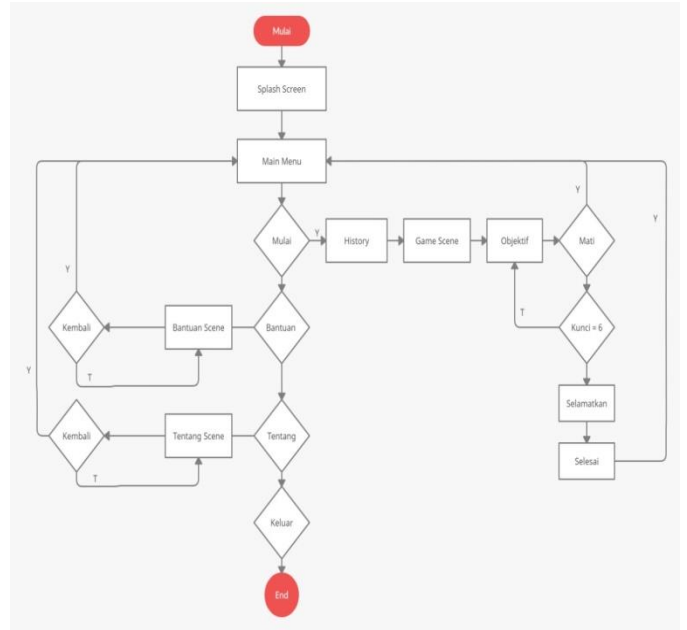 Mulai
Splash Screen
Main Menu
Y
Mulai
Y
History
Game Scene
Objektif
Mati
Y
Y
Kembali
Bantuan Scene
Bantuan
T
Kunci = 6
T
Y
Selamatkan
Kembali
Tentang Scene
Tentang
Selesai
T
Keluar
End